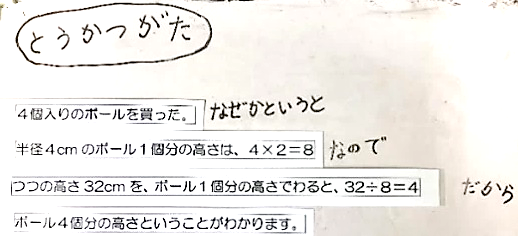 とうかつがた
4個入りのボールを買った。なぜかというと
半径4cmのボール1個分の高さは、4×2=8 なので
つつの高さ32cmを、ボール1個分の高さでわると、32÷8=4 だから
ボール4個分の高さということがわかります。